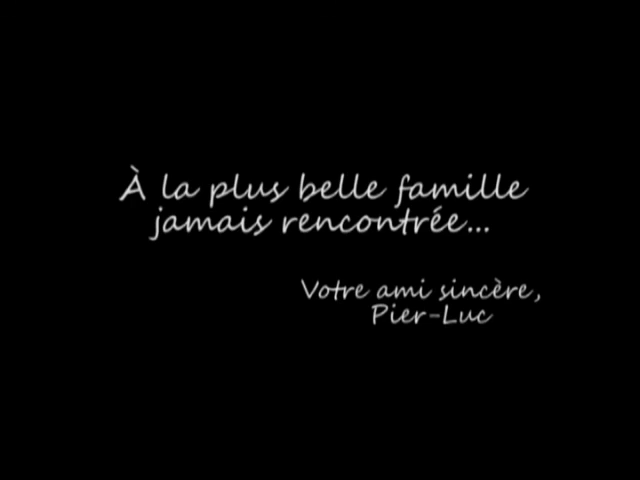 À la plus belle famille
jamais rencontrée...
Votre ami sincère,
Pier-Luc